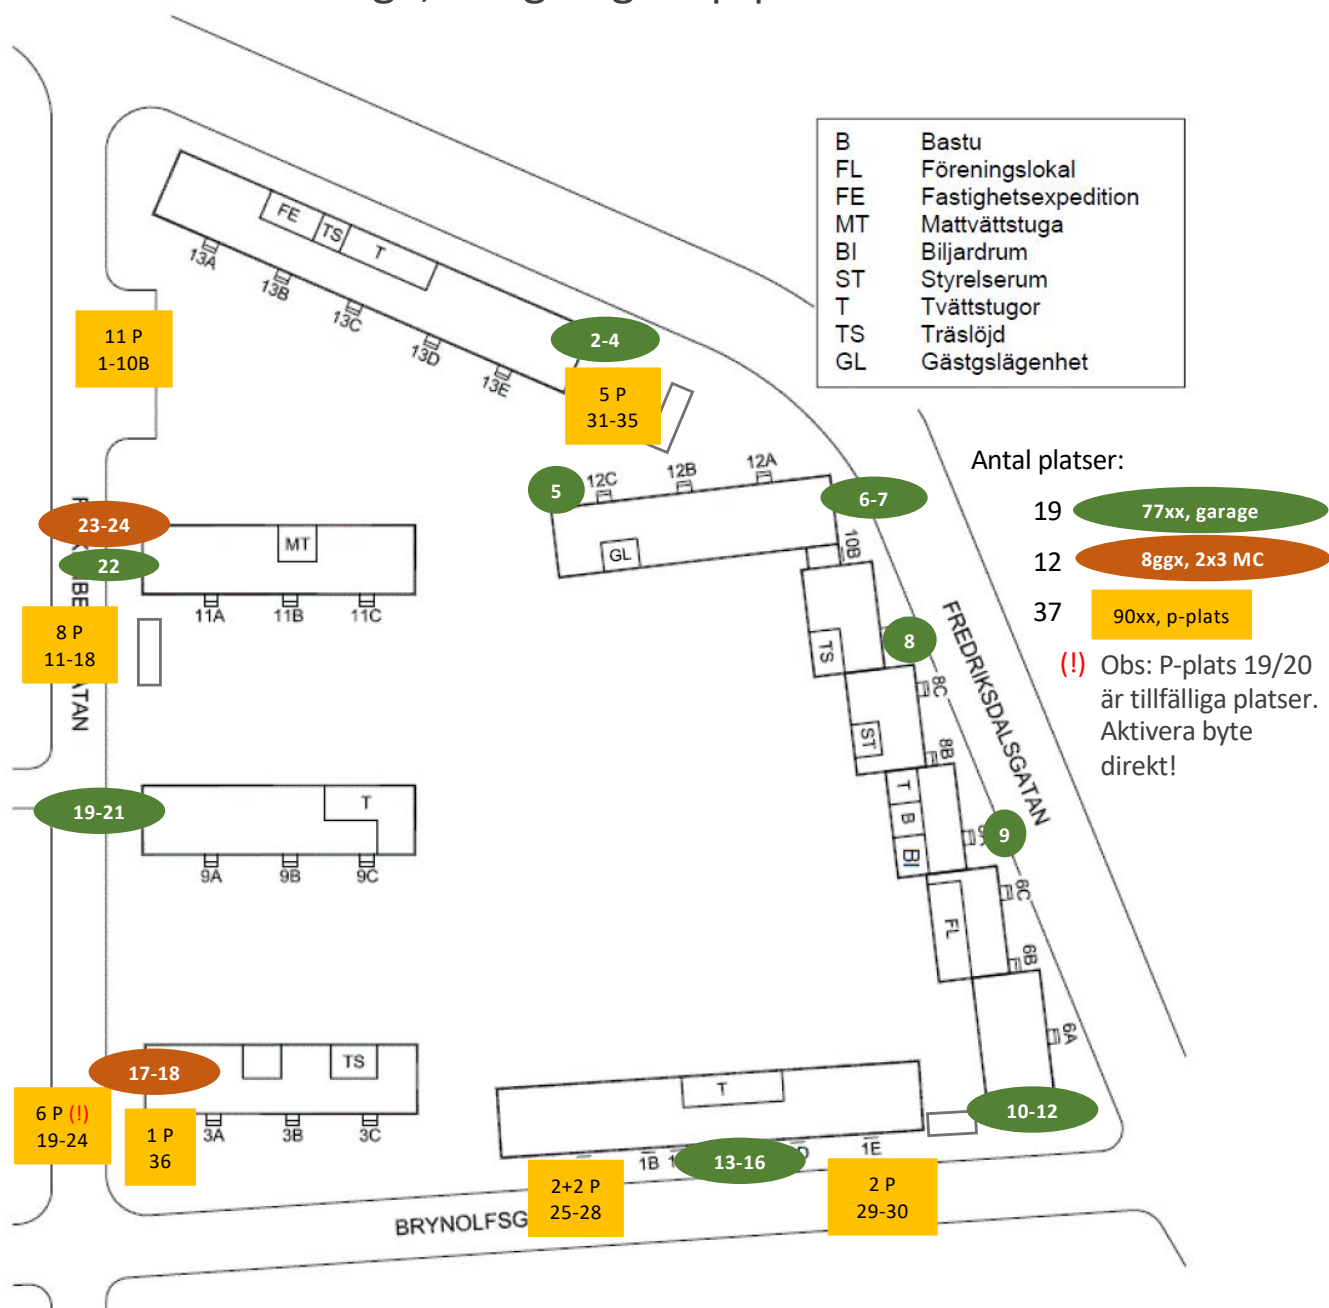 B Bastu
FL Föreningslokal
FE Fastighetsexpedition
MT Mattvättstuga
BI Biljardrum
ST Styrelserum
T Tvättstugor
TS Träslöjd
GL Gästgslägenhet
FE
TS
T
13A
13B
13C
13D
13E
2-4
11 P
1-10B
5 P
31-35
Antal platser:
19 77xx, garage
12 8ggx, 2x3 MC
37 90xx, p-plats
(!) Obs: P-plats 19/20
är tillfälliga platser.
Aktivera byte
direkt!
5
12C
12B
12A
6-7
GL
10B
23-24
22
MT
11A
11B
11C
8 P
11-18
TS
8
8C
FREDRIKSDALSGATAN
ST
8B
T
B
BI
9
19-21
T
9A
9B
9C
6C
FL
6B
6A
17-18
TS
3A
3B
3C
6 P (!)
19-24
1 P
36
T
10-12
1B
13-16
1E
2+2 P
25-28
2 P
29-30